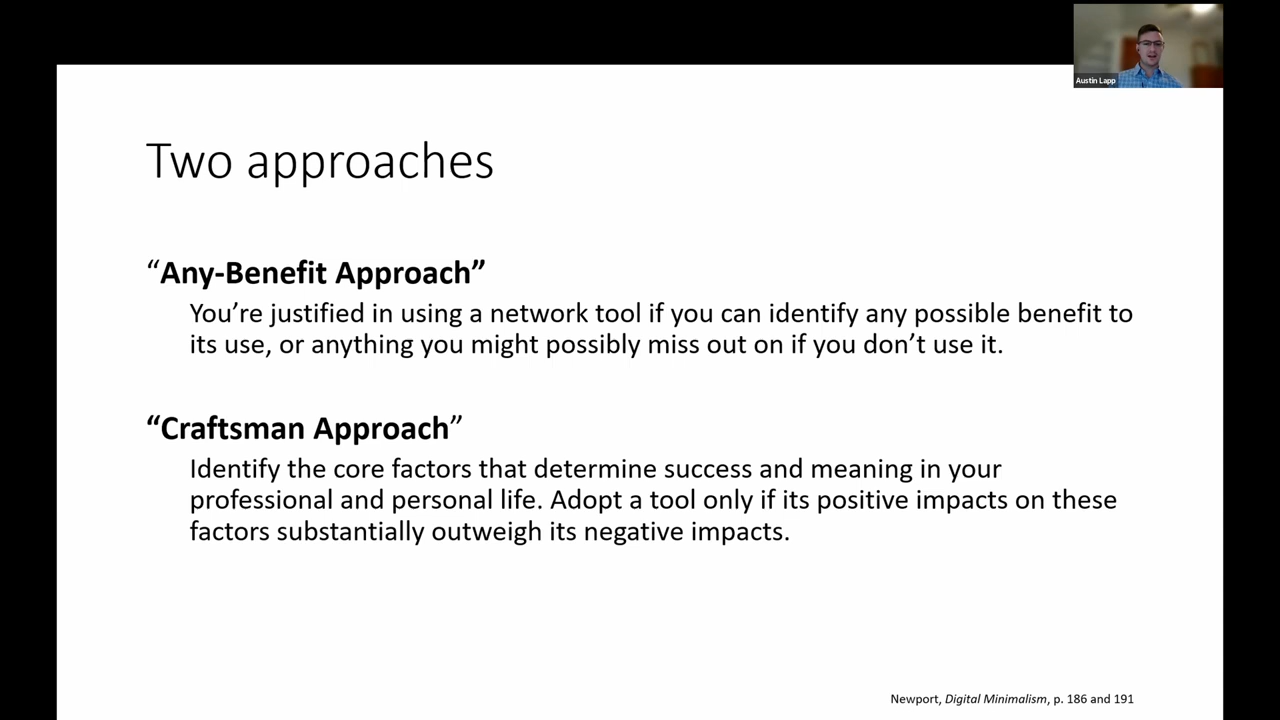 Austin Lapp
Two approaches
“Any-Benefit Approach”
You’re justified in using a network tool if you can identify any possible benefit to
its use, or anything you might possibly miss out on if you don’t use it.
“Craftsman Approach”
Identify the core factors that determine success and meaning in your
professional and personal life. Adopt a tool only if its positive impacts on these
factors substantially outweigh its negative impacts.
Newport, Digital Minimalism, p. 186 and 191